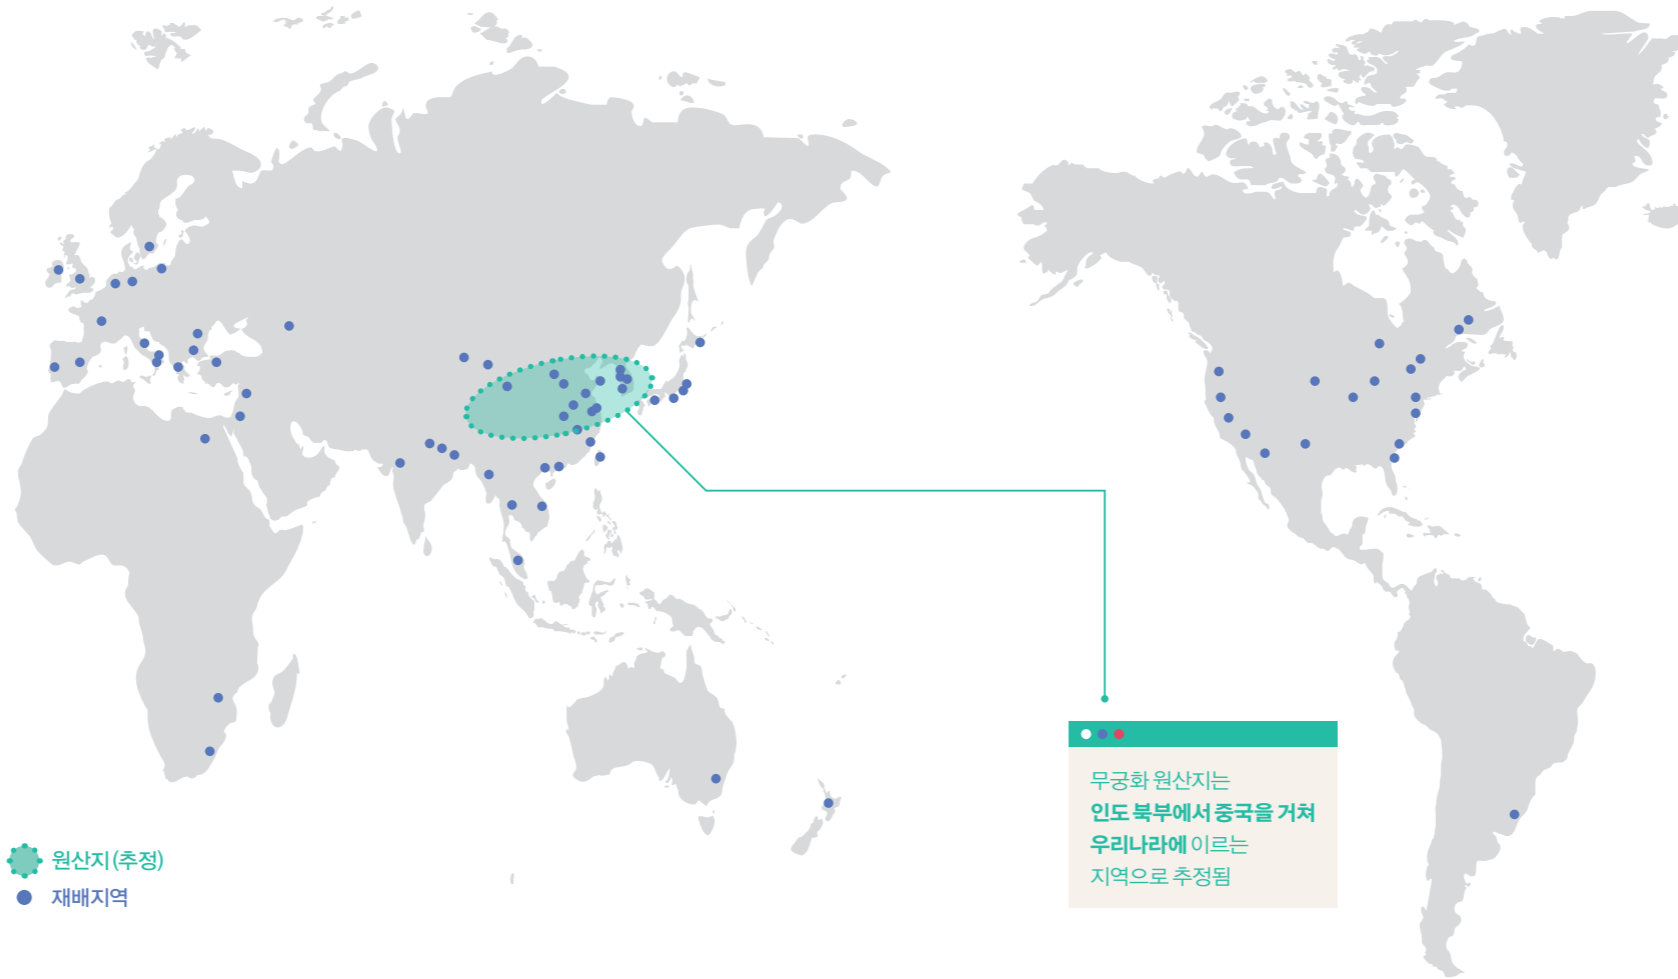 무궁화 원산지는
인도 북부에서 중국을 거쳐
우리나라에 이르는
지역으로 추정됨
원산지 (추정)
재배지역